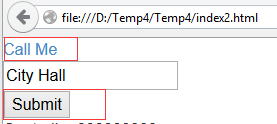 file:///D:/Temp4/Temp4/index2.html
Call Me
City Hall
Submit